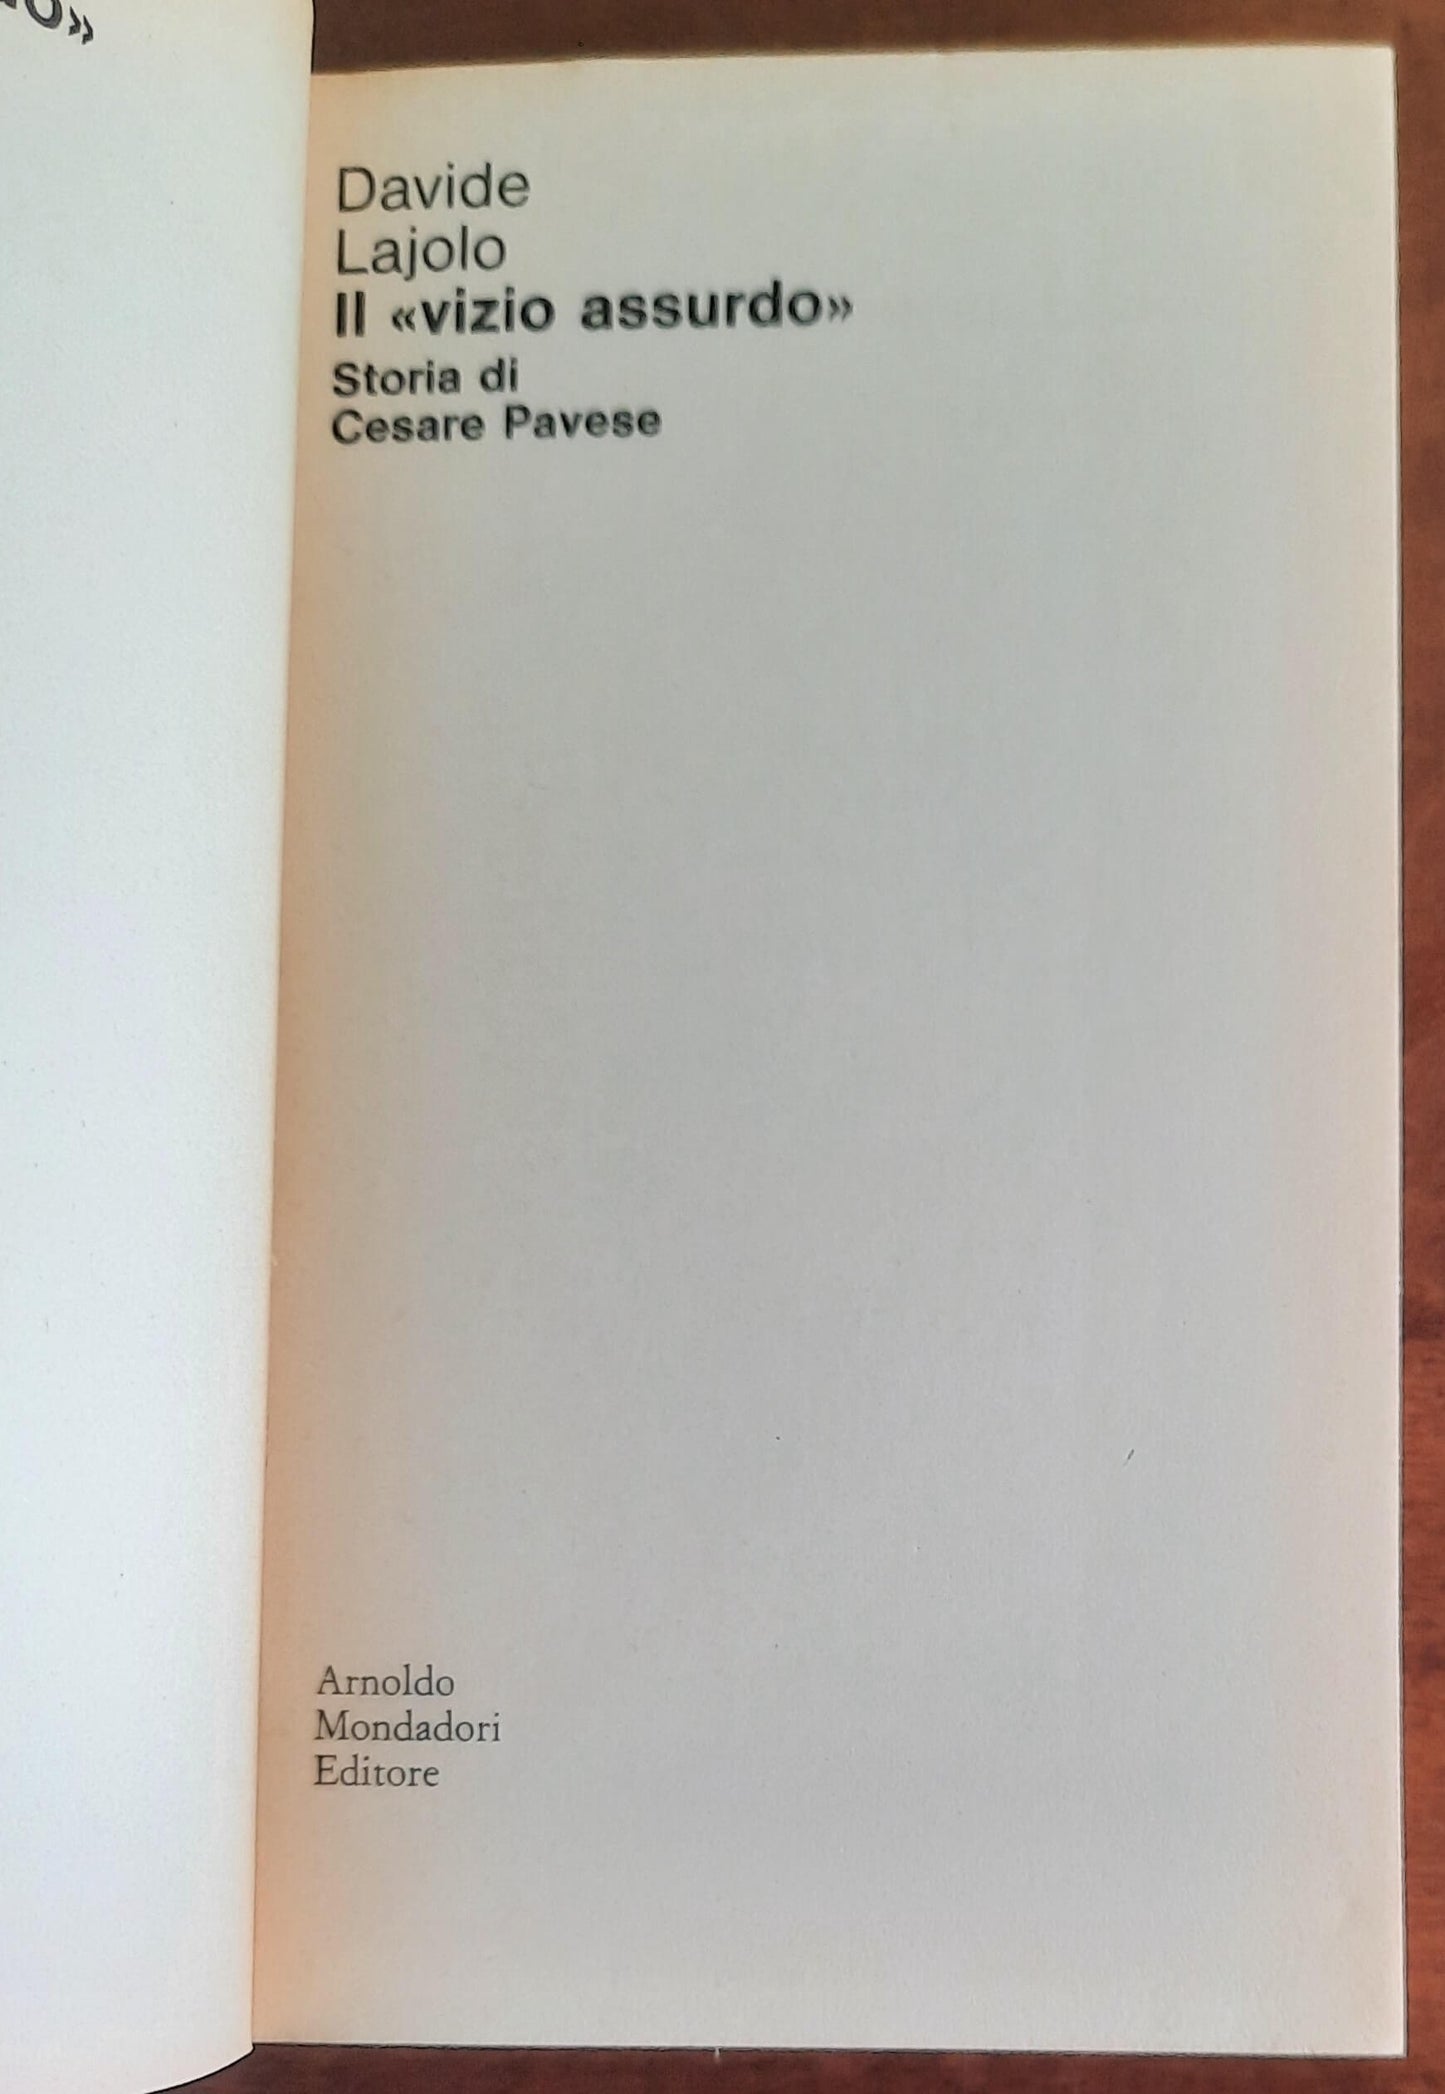 Davide
Lajolo
Il «vizio assurdo»
Storia di
Cesare Pavese
Arnoldo
Mondadori
Editore